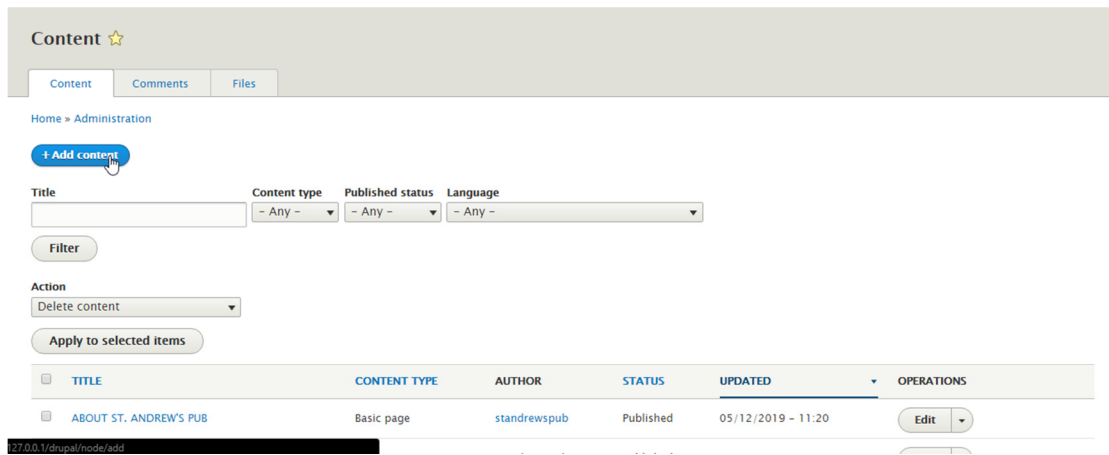 Content
Content Comments Files
Home » Administration
+Add content
Title Content type Published status Language
- Any - - Any - - Any -
Filter
Action
Delete content
Apply to selected items
TITLE CONTENT TYPE AUTHOR STATUS UPDATED OPERATIONS
ABOUT ST. ANDREW'S PUB Basic page standrewspub Published 05/12/2019 – 11:20 Edit
127.0.0.1/drupal/node/add